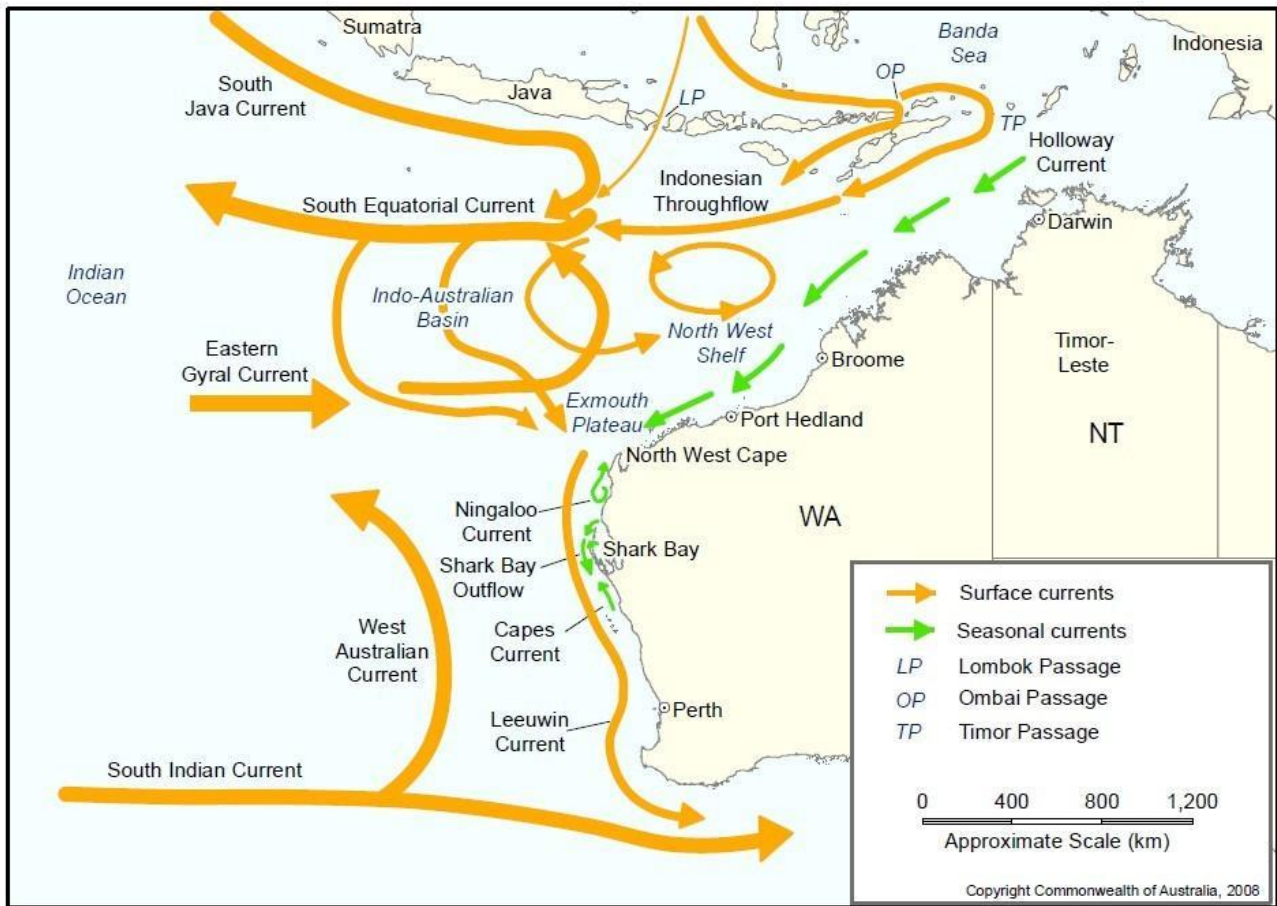 Sumatra
Banda
Sea
Indonesia
South
Java Current
Java
LP
OP
TP
Holloway
Current
Indonesian
Throughflow
South Equatorial Current
Darwin
Indian
Ocean
Indo-Australian
Basin
North West
Shelf
Eastern
Gyral Current
Broome
Timor-
Leste
Exmouth
Plateau
Port Hedland
NT
North West Cape
Ningaloo
Current
WA
Shark Bay
Shark Bay
Outflow
Capes
Current
West
Australian
Current
Leeuwin
Current
Perth
South Indian Current
Surface currents
Seasonal currents
LP Lombok Passage
OP Ombai Passage
TP Timor Passage
0 400 800 1,200
Approximate Scale (km)
Copyright Commonwealth of Australia, 2008